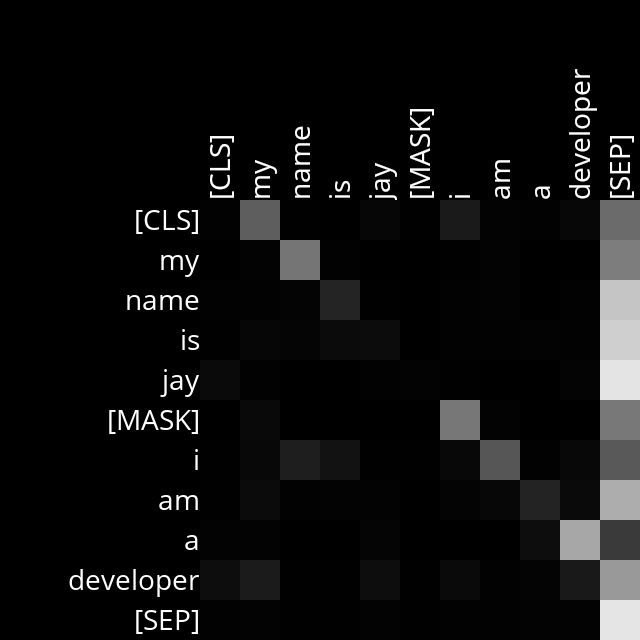 [CLS] my name is jay [MASK] i am a developer [SEP]
[CLS]
my
name
is
jay
[MASK]
i
am
a
developer
[SEP]